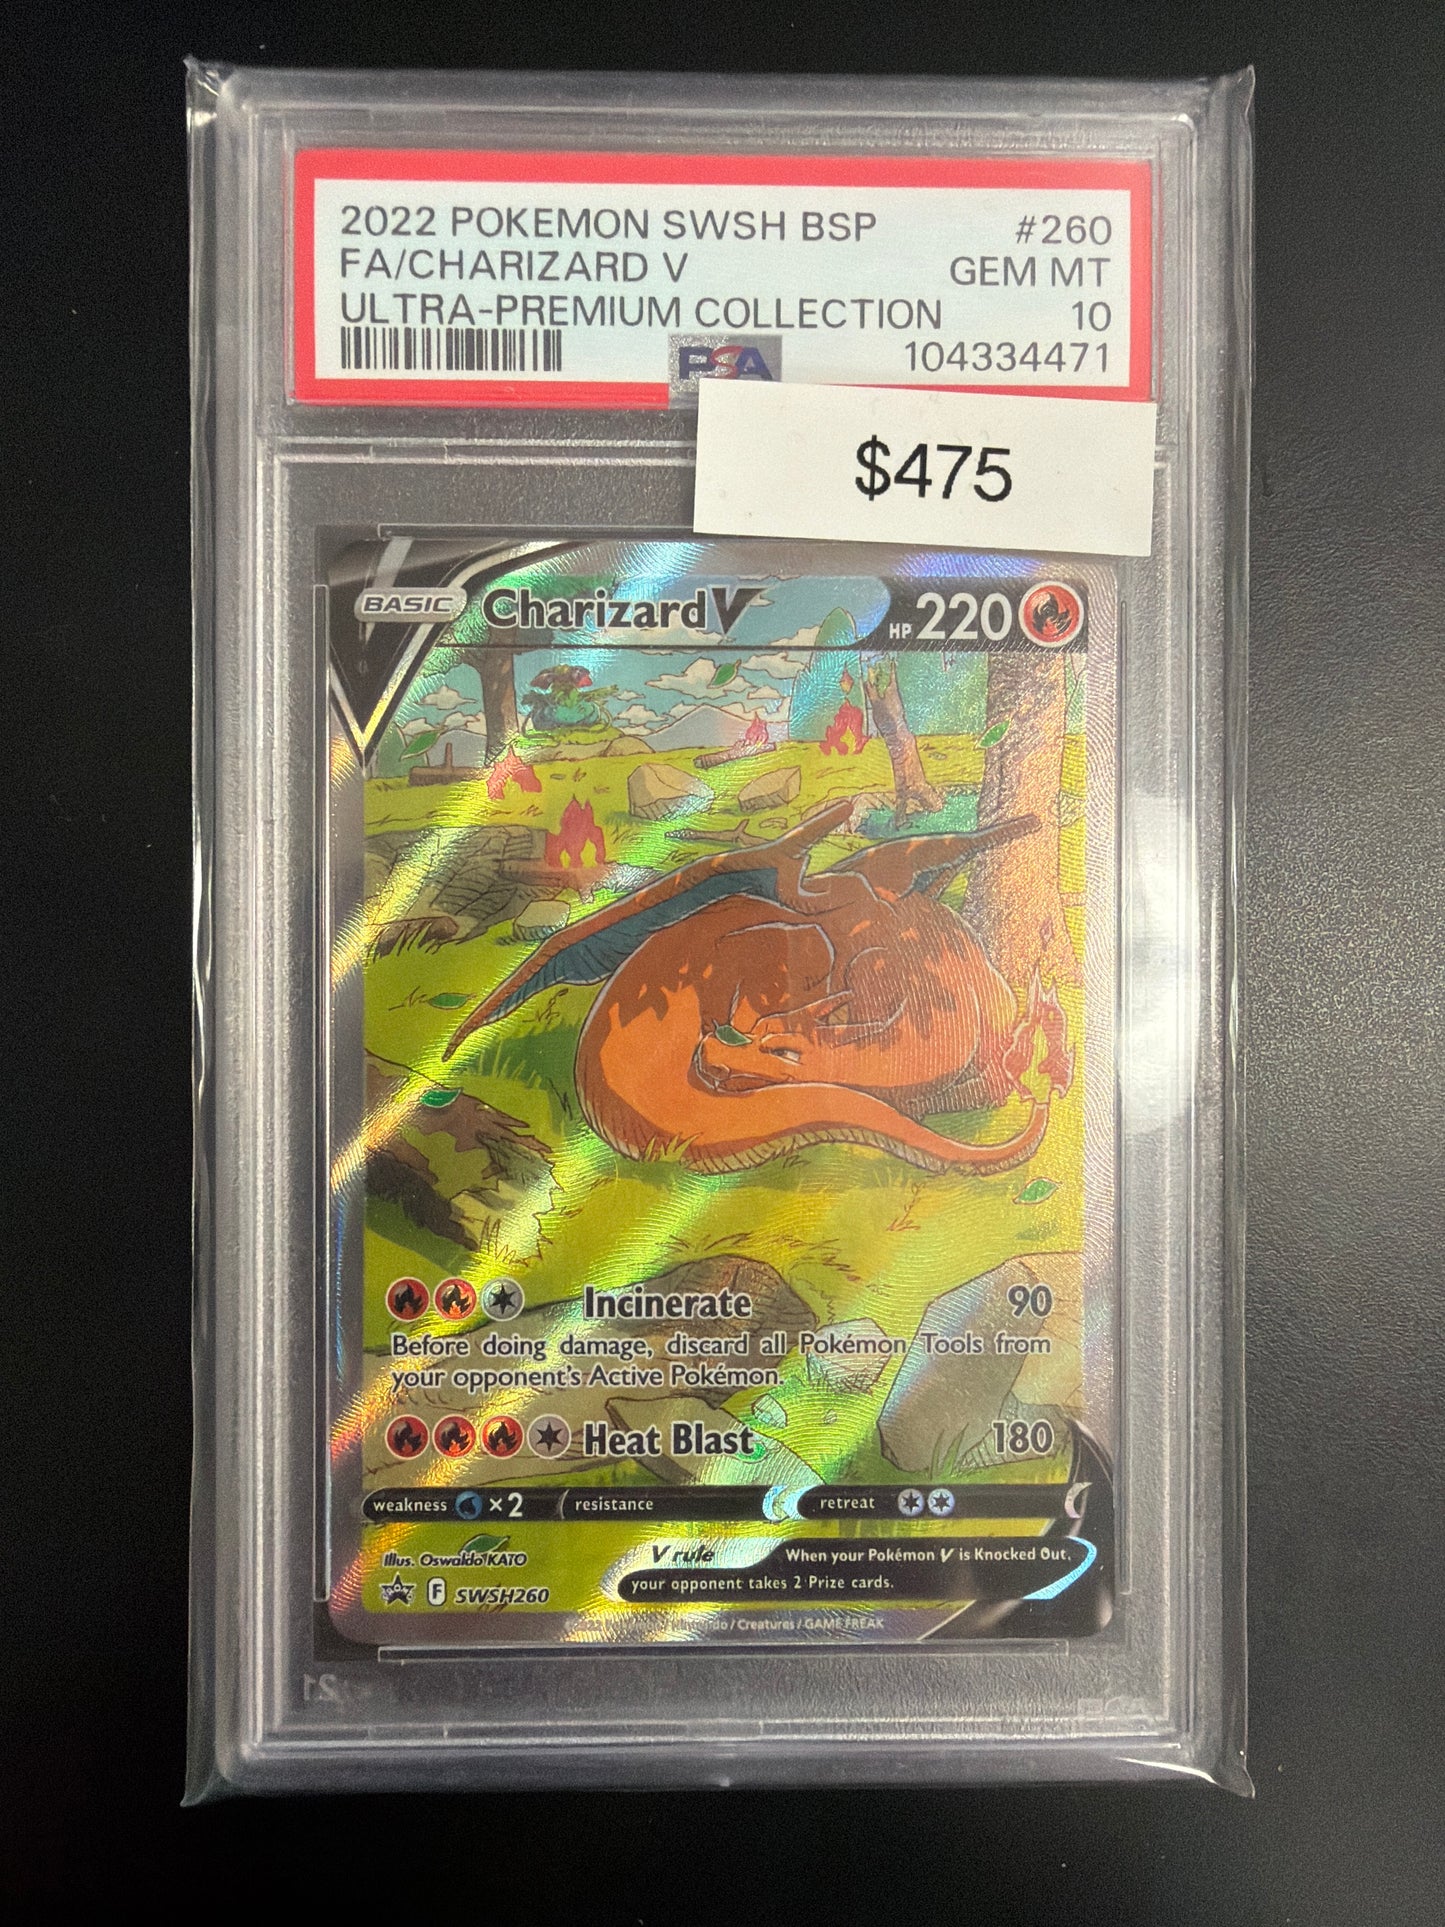 2022 POKEMON SWSH BSP #260
FA/CHARIZARD V GEM MT
ULTRA-PREMIUM COLLECTION 10
PSA 104334471
$475
BASIC Charizard V HP 220
Incinerate 90
Before doing damage, discard all Pokémon Tools from
your opponent's Active Pokémon.
Heat Blast 180
weakness ×2 resistance retreat
Illus. Oswaldo KATO
V rule When your Pokémon V is Knocked Out,
your opponent takes 2 Prize cards.
F SWSH260
/ Creatures / GAME FREAK